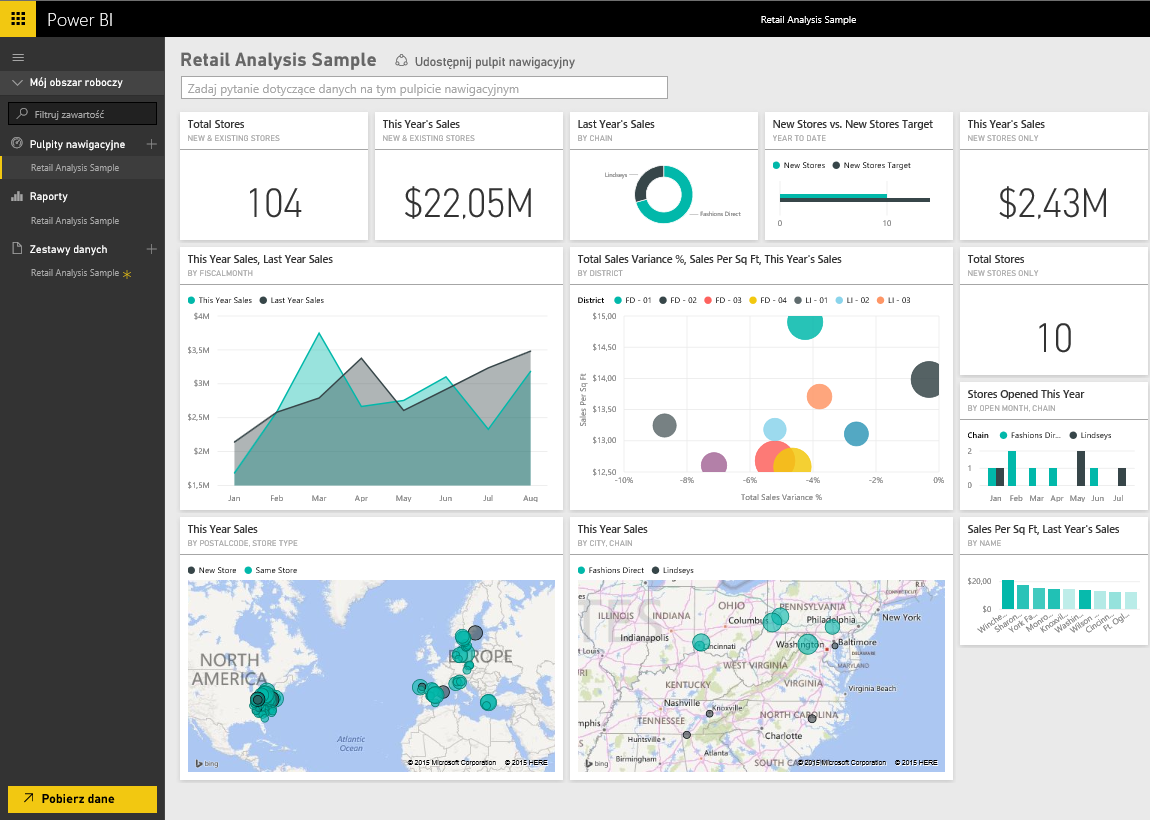 Power BI
Retail Analysis Sample
Mój obszar roboczy
Filtruj zawartość
Pulpity nawigacyjne
Retail Analysis Sample
Raporty
Retail Analysis Sample
Zestawy danych
Retail Analysis Sample
Pobierz dane
Retail Analysis Sample
Udostępnij pulpit nawigacyjny
Zadaj pytanie dotyczące danych na tym pulpicie nawigacyjnym
Total Stores
NEW & EXISTING STORES
104
This Year's Sales
NEW & EXISTING STORES
$22,05M
Last Year's Sales
BY CHAIN
Lindseys
Fashions Direct
New Stores vs. New Stores Target
YEAR TO DATE
New Stores New Stores Target
0 10
This Year's Sales
NEW STORES ONLY
$2,43M
This Year Sales, Last Year Sales
BY FISCALMONTH
This Year Sales Last Year Sales
$4M
$3,5M
$3M
$2,5M
$2M
$1,5M
Jan Feb Mar Apr May Jun Jul Aug
Total Sales Variance %, Sales Per Sq Ft, This Year's Sales
BY DISTRICT
District FD - 01 FD - 02 FD - 03 FD - 04 LI - 01 LI - 02 LI - 03
Sales Per Sq Ft
$15,00
$14,50
$14,00
$13,50
$13,00
$12,50
-10% -8% -6% -4% -2% 0%
Total Sales Variance %
Total Stores
NEW STORES ONLY
10
Stores Opened This Year
BY OPEN MONTH, CHAIN
Chain Fashions Dir... Lindseys
2
1
0
Jan Feb Mar Apr May Jun Jul
This Year Sales
BY POSTALCODE, STORE TYPE
New Store Same Store
NORTH
AMERICA
EUROPE
Atlantic
Ocean
bing
© 2015 Microsoft Corporation © 2015 HERE
This Year Sales
BY CITY, CHAIN
Fashions Direct Lindseys
ILLINOIS INDIANA OHIO PENNSYLVANIA
Columbus Philadelphia New York
Indianapolis
Cincinnati Washington Baltimore
DELAWARE
MARYLAND
WEST VIRGINIA
KENTUCKY VIRGINIA Virginia Beach
Nashville Knoxville
TENNESSEE NORTH CAROLINA
Huntsville Charlotte
Atlanta
Birmingham
bing
© 2015 Microsoft Corporation © 2015 HERE
Sales Per Sq Ft, Last Year's Sales
BY NAME
$20,00
$0
Winche... Sharon... York Fa... Monro... Knoxvil... Washin... Wilson ... Cincinn... Ft. Ogl...